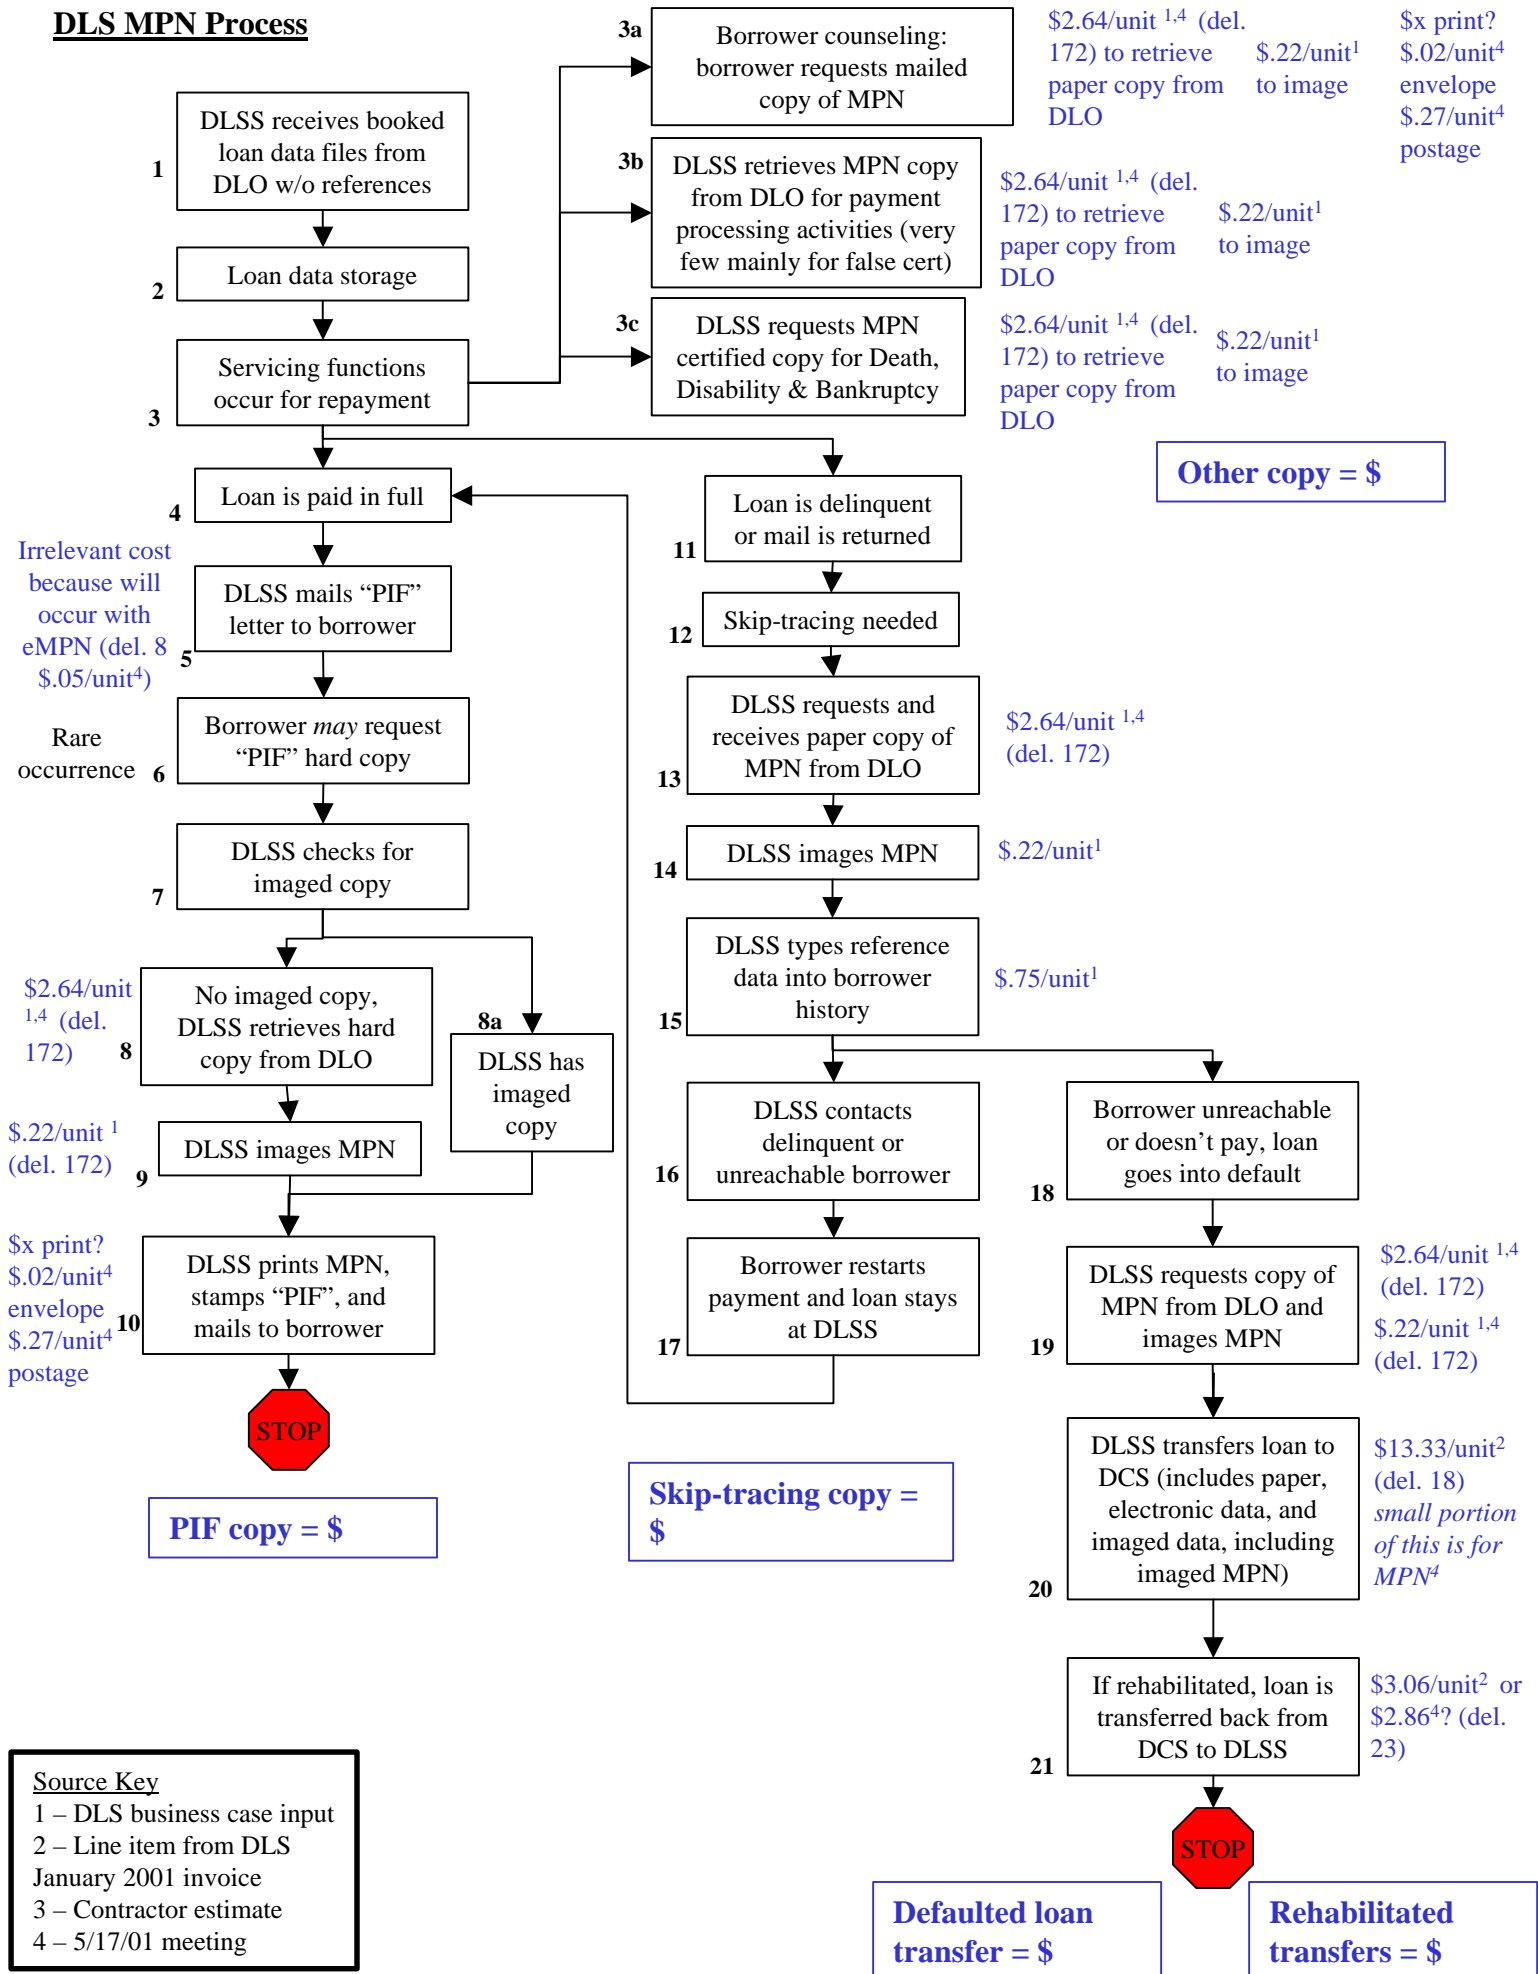 DLS MPN Process
1
DLSS receives booked
loan data files from
DLO w/o references
2
Loan data storage
3
Servicing functions
occur for repayment
3a
Borrower counseling:
borrower requests mailed
copy of MPN
$2.64/unit 1,4 (del.
172) to retrieve
paper copy from
DLO
$.22/unit1
to image
$x print?
$.02/unit4
envelope
$.27/unit4
postage
3b
DLSS retrieves MPN copy
from DLO for payment
processing activities (very
few mainly for false cert)
$2.64/unit 1,4 (del.
172) to retrieve
paper copy from
DLO
$.22/unit1
to image
3c
DLSS requests MPN
certified copy for Death,
Disability & Bankruptcy
$2.64/unit 1,4 (del.
172) to retrieve
paper copy from
DLO
$.22/unit1
to image
Other copy = $
4
Loan is paid in full
Irrelevant cost
because will
occur with
eMPN (del. 8
$.05/unit4)
5
DLSS mails “PIF”
letter to borrower
Rare
occurrence
6
Borrower may request
“PIF” hard copy
7
DLSS checks for
imaged copy
$2.64/unit
1,4 (del.
172)
8
No imaged copy,
DLSS retrieves hard
copy from DLO
8a
DLSS has
imaged
copy
$.22/unit 1
(del. 172)
9
DLSS images MPN
$x print?
$.02/unit4
envelope
$.27/unit4
postage
10
DLSS prints MPN,
stamps “PIF”, and
mails to borrower
STOP
PIF copy = $
11
Loan is delinquent
or mail is returned
12
Skip-tracing needed
13
DLSS requests and
receives paper copy of
MPN from DLO
$2.64/unit 1,4
(del. 172)
14
DLSS images MPN
$.22/unit1
15
DLSS types reference
data into borrower
history
$.75/unit1
16
DLSS contacts
delinquent or
unreachable borrower
17
Borrower restarts
payment and loan stays
at DLSS
Skip-tracing copy =
$
18
Borrower unreachable
or doesn't pay, loan
goes into default
19
DLSS requests copy of
MPN from DLO and
images MPN
$2.64/unit 1,4
(del. 172)
$.22/unit 1,4
(del. 172)
20
DLSS transfers loan to
DCS (includes paper,
electronic data, and
imaged data, including
imaged MPN)
$13.33/unit2
(del. 18)
small portion
of this is for
MPN4
21
If rehabilitated, loan is
transferred back from
DCS to DLSS
$3.06/unit2 or
$2.864? (del.
23)
STOP
Defaulted loan
transfer = $
Rehabilitated
transfers = $
Source Key
1 – DLS business case input
2 – Line item from DLS
January 2001 invoice
3 – Contractor estimate
4 – 5/17/01 meeting